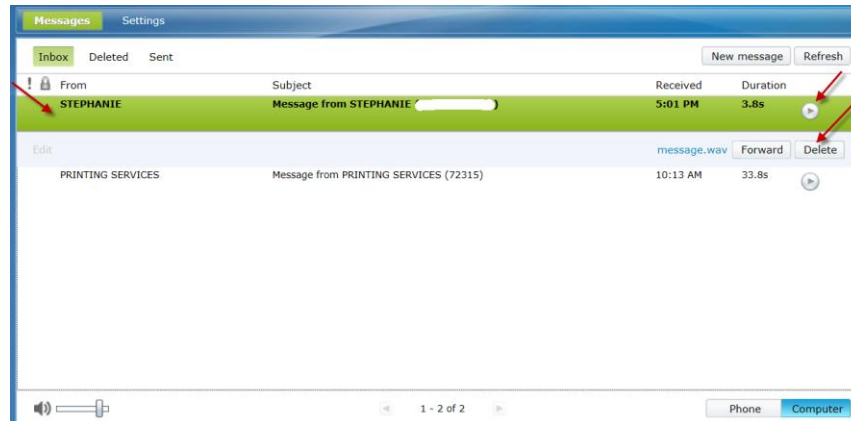 Messages Settings
Inbox Deleted Sent New message Refresh
! From Subject Received Duration
STEPHANIE Message from STEPHANIE ( ) 5:01 PM 3.8s
Edit message.wav Forward Delete
PRINTING SERVICES Message from PRINTING SERVICES (72315) 10:13 AM 33.8s
1 - 2 of 2 Phone Computer